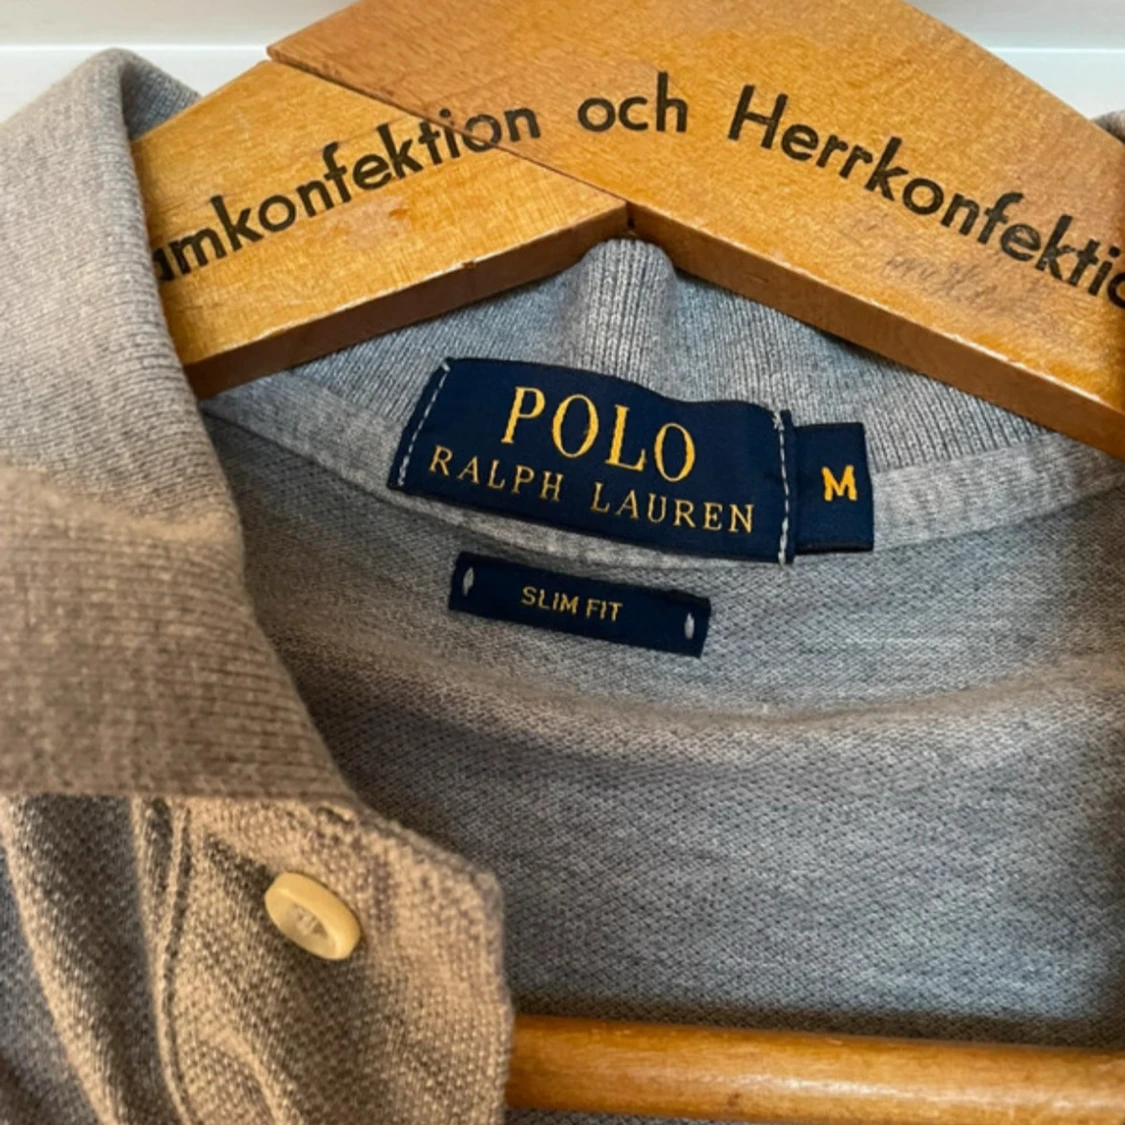 amkonfektion och Herrkonfektio
POLO
RALPH LAUREN
M
SLIM FIT